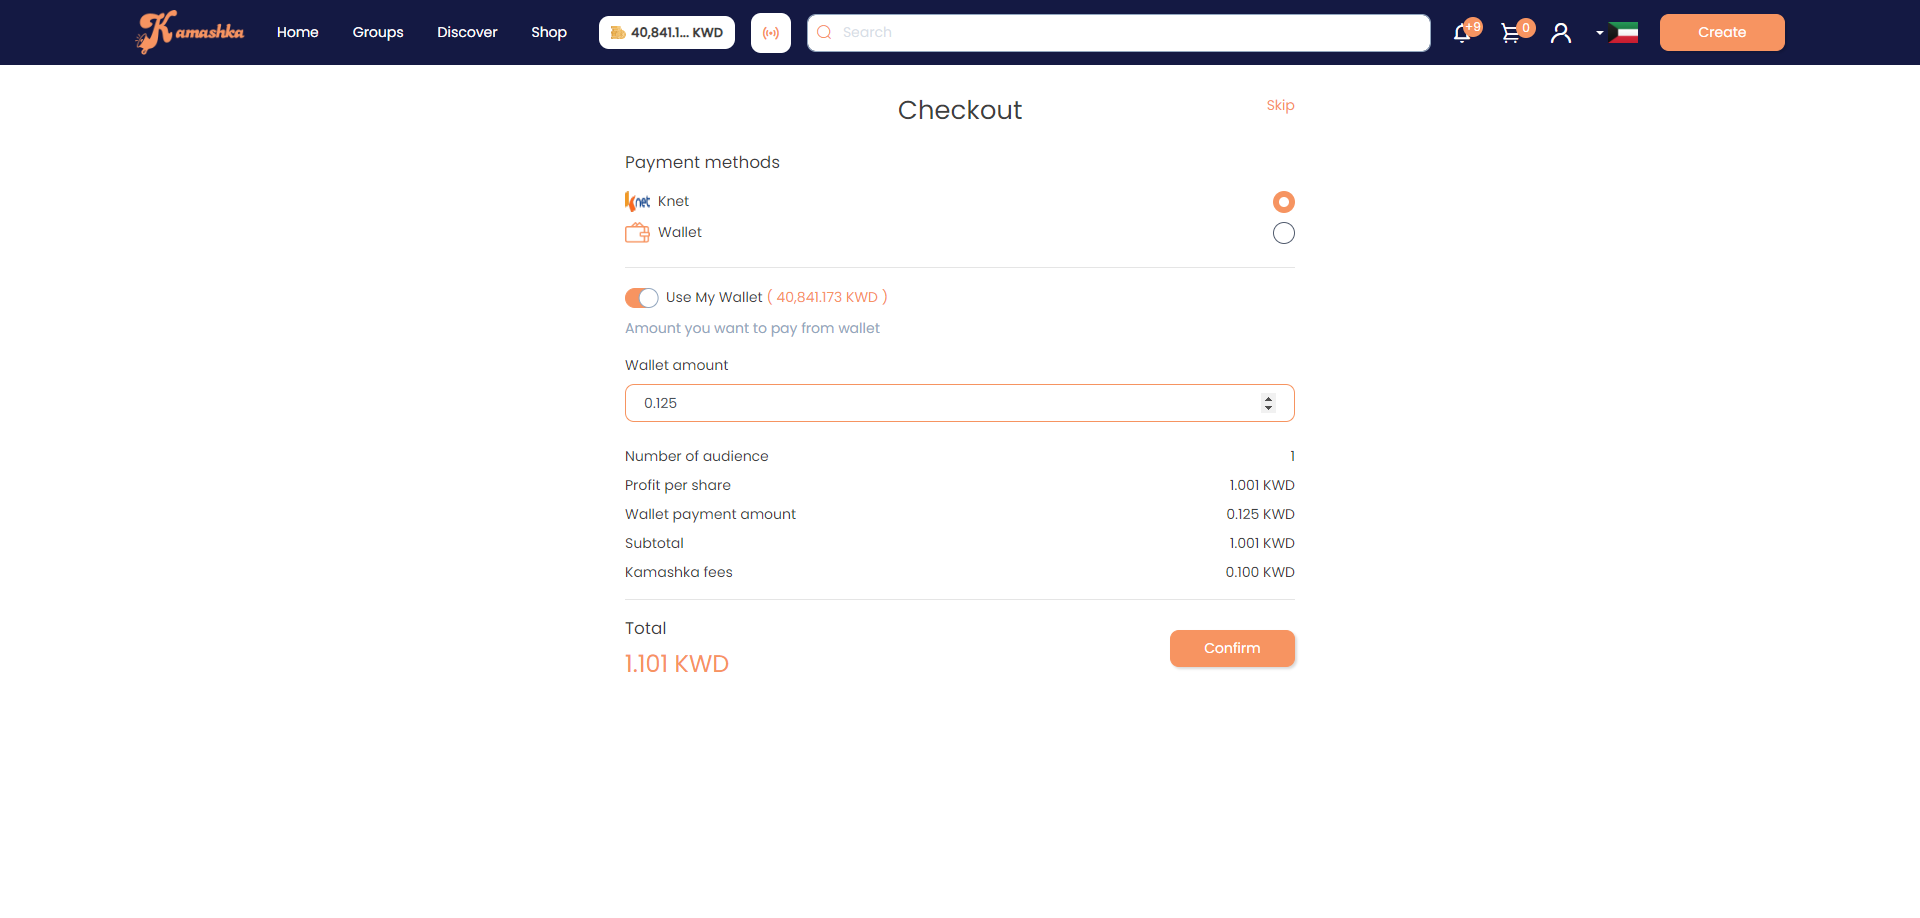 Kamashka Home Groups Discover Shop 40,841.1... KWD Search +9 0 Create
Checkout Skip
Payment methods
knet Knet
Wallet
Use My Wallet ( 40,841.173 KWD )
Amount you want to pay from wallet
Wallet amount
0.125
Number of audience 1
Profit per share 1.001 KWD
Wallet payment amount 0.125 KWD
Subtotal 1.001 KWD
Kamashka fees 0.100 KWD
Total
1.101 KWD
Confirm